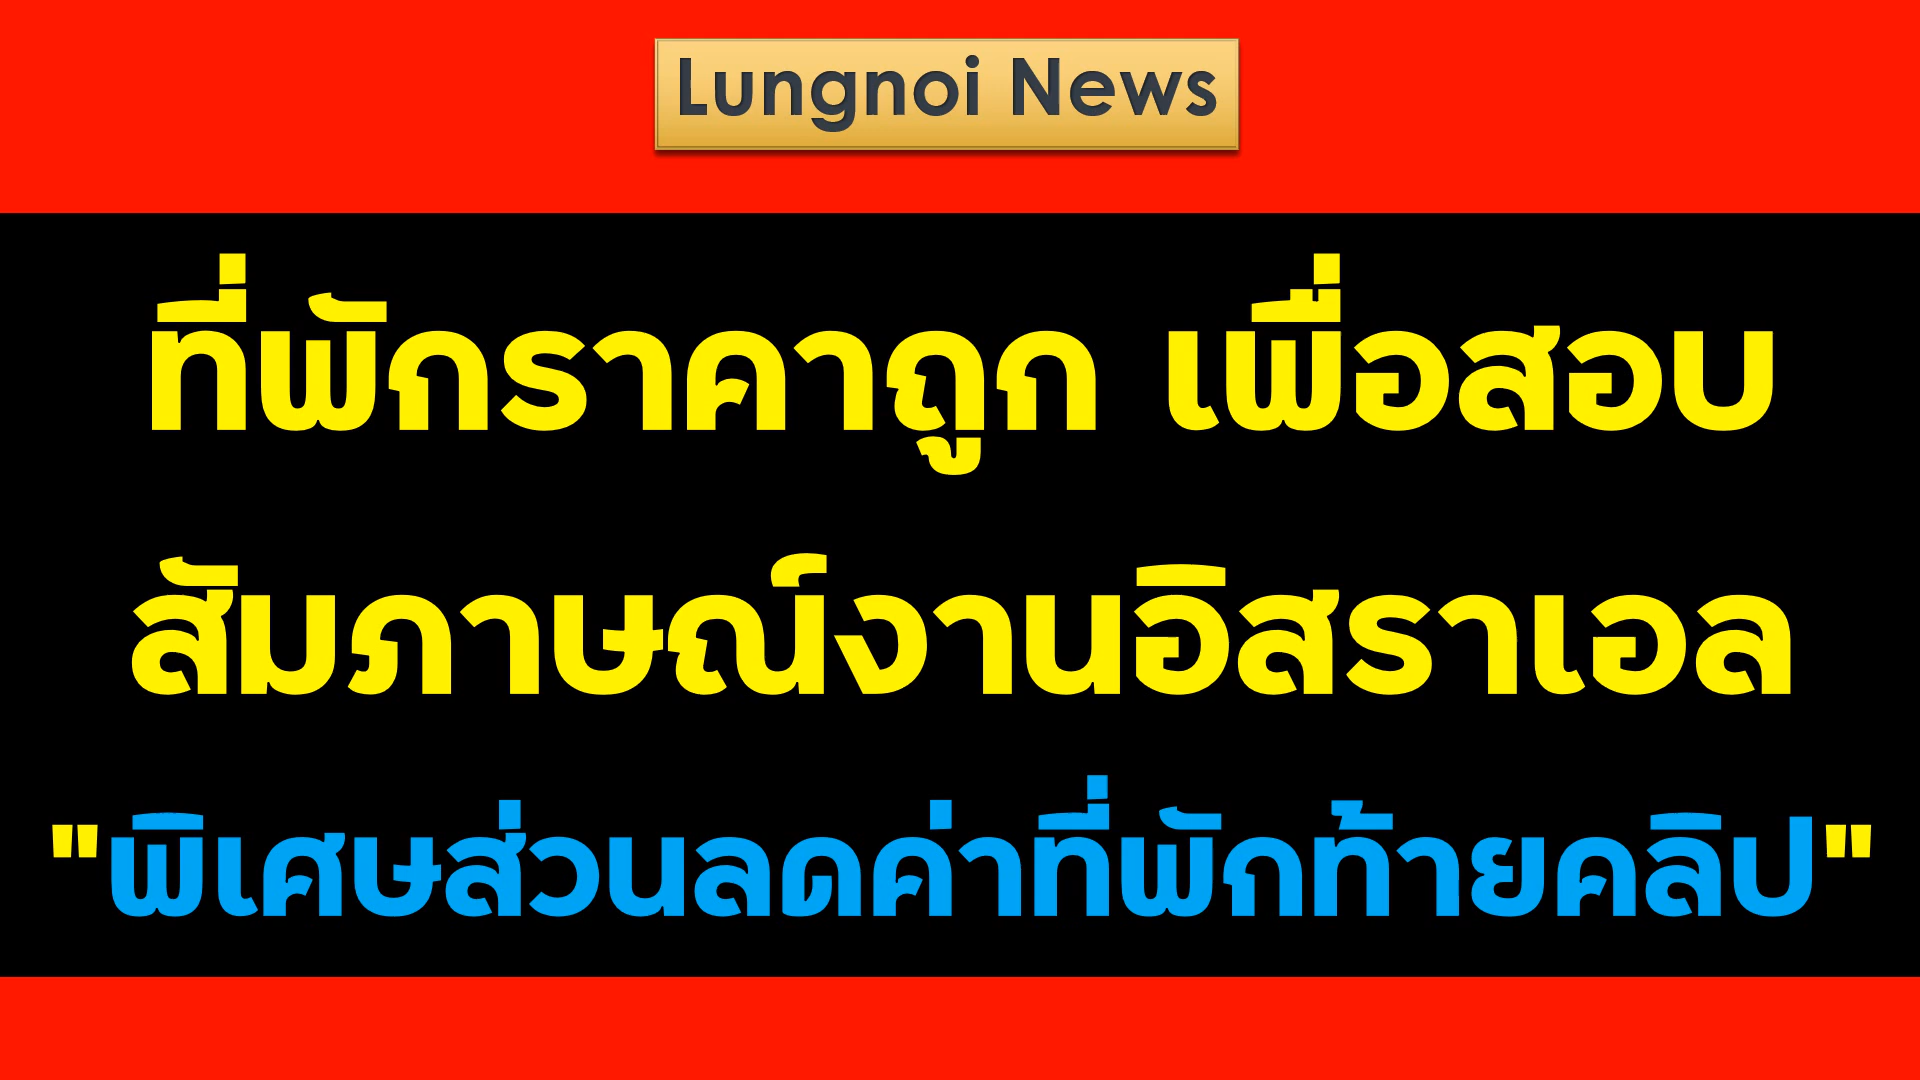 Lungnoi News
ที่พักราคาถูก เพื่อสอบ
สัมภาษณ์งานอิสราเอล
"พิเศษส่วนลดค่าที่พักท้ายคลิป"